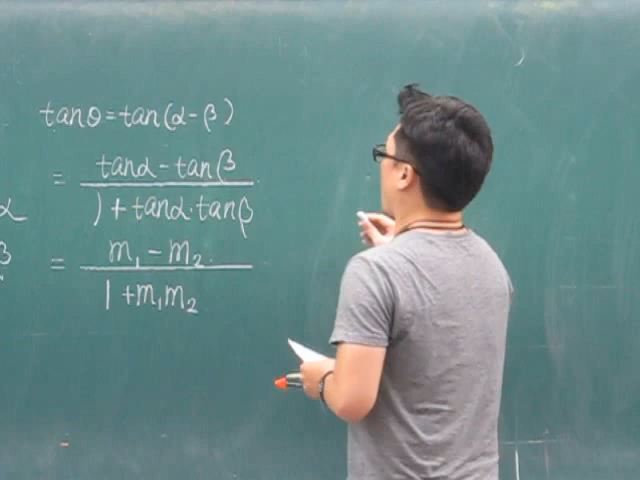 tanθ = tan(α - β)
= tanα - tanβ
1 + tanα·tanβ
α
β
= m₁ - m₂
1 + m₁m₂